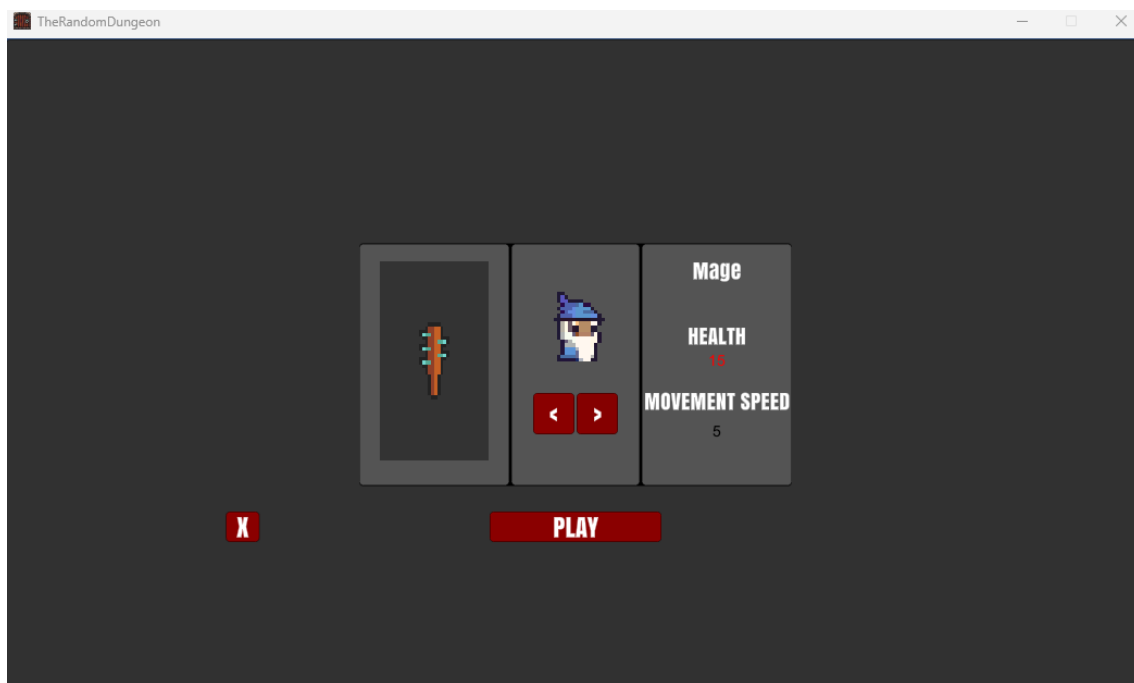 TheRandomDungeon
Mage
HEALTH
15
MOVEMENT SPEED
5
< >
X
PLAY